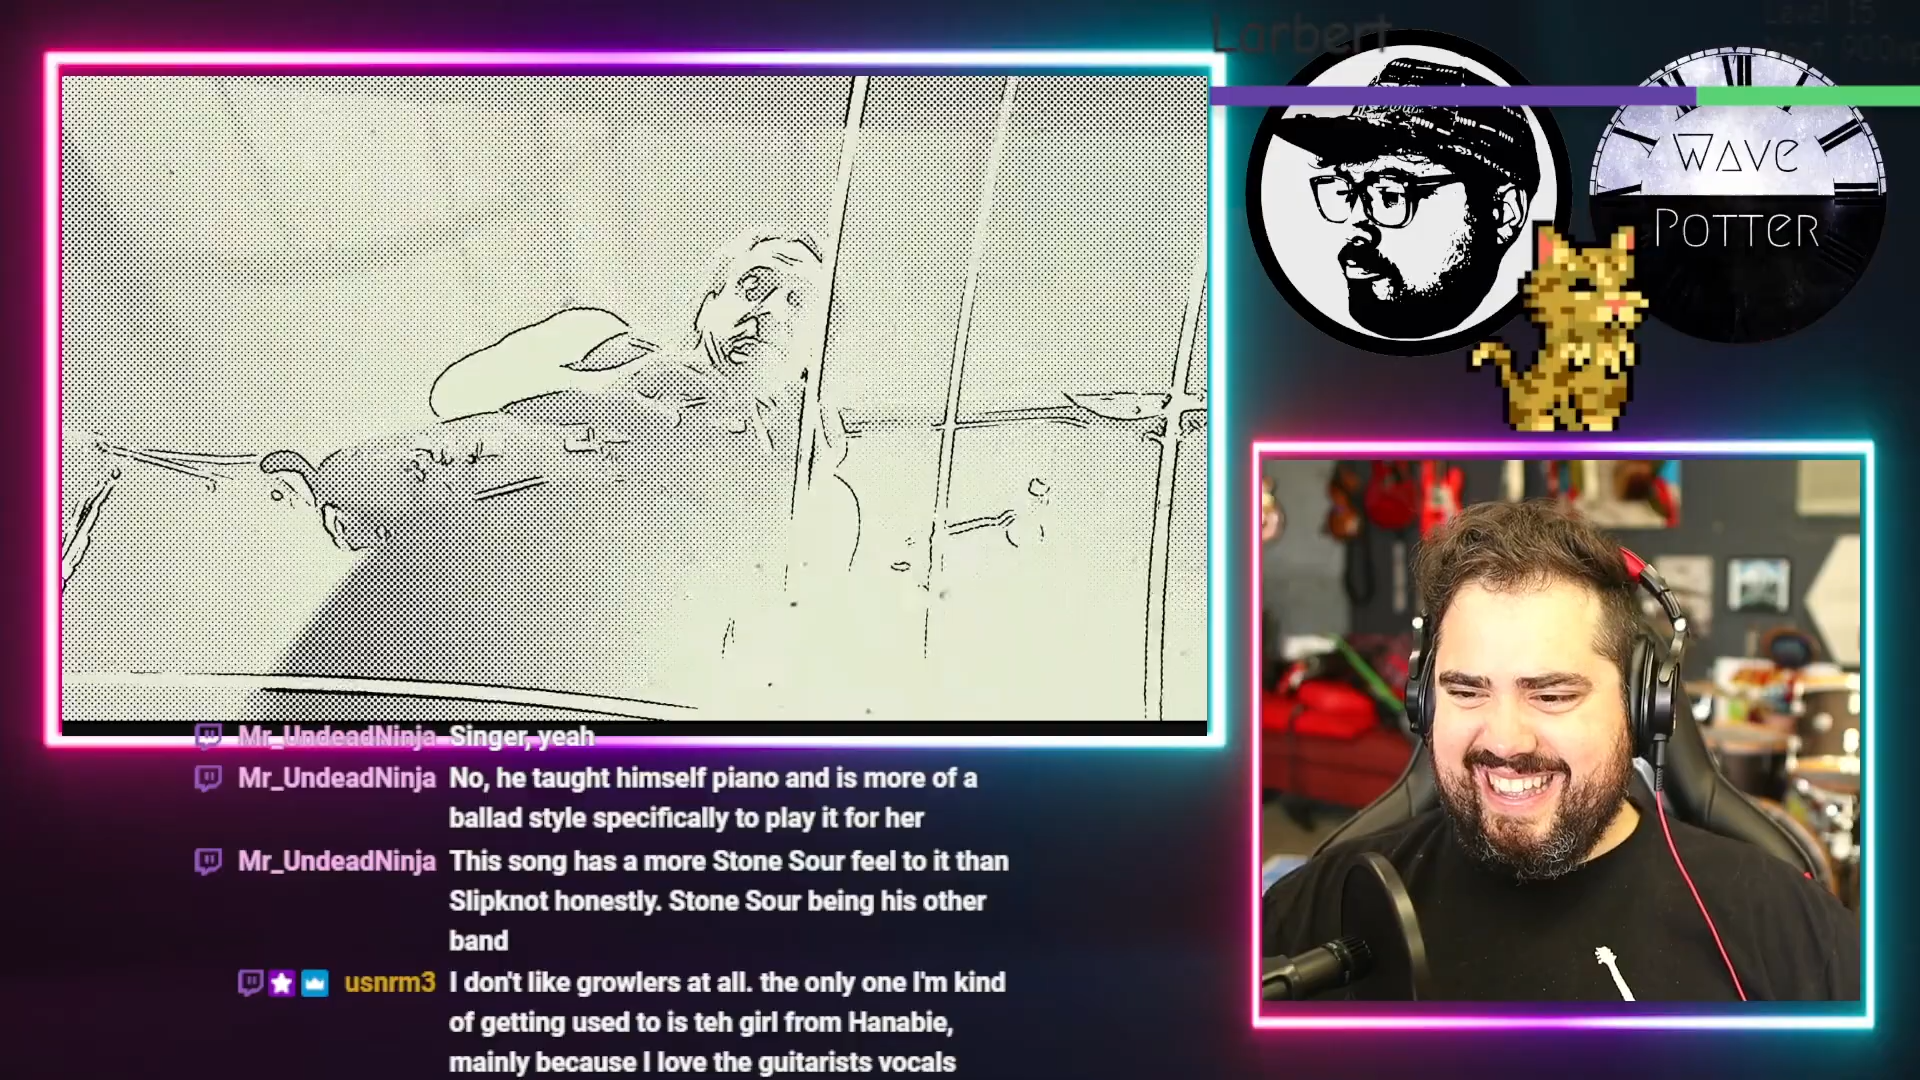 Larbert
Level 15
WAVE
POTTER
Mr_UndeadNinja Singer, yeah
Mr_UndeadNinja No, he taught himself piano and is more of a
ballad style specifically to play it for her
Mr_UndeadNinja This song has a more Stone Sour feel to it than
Slipknot honestly. Stone Sour being his other
band
usnrm3 I don't like growlers at all. the only one I'm kind
of getting used to is teh girl from Hanabie,
mainly because I love the guitarists vocals